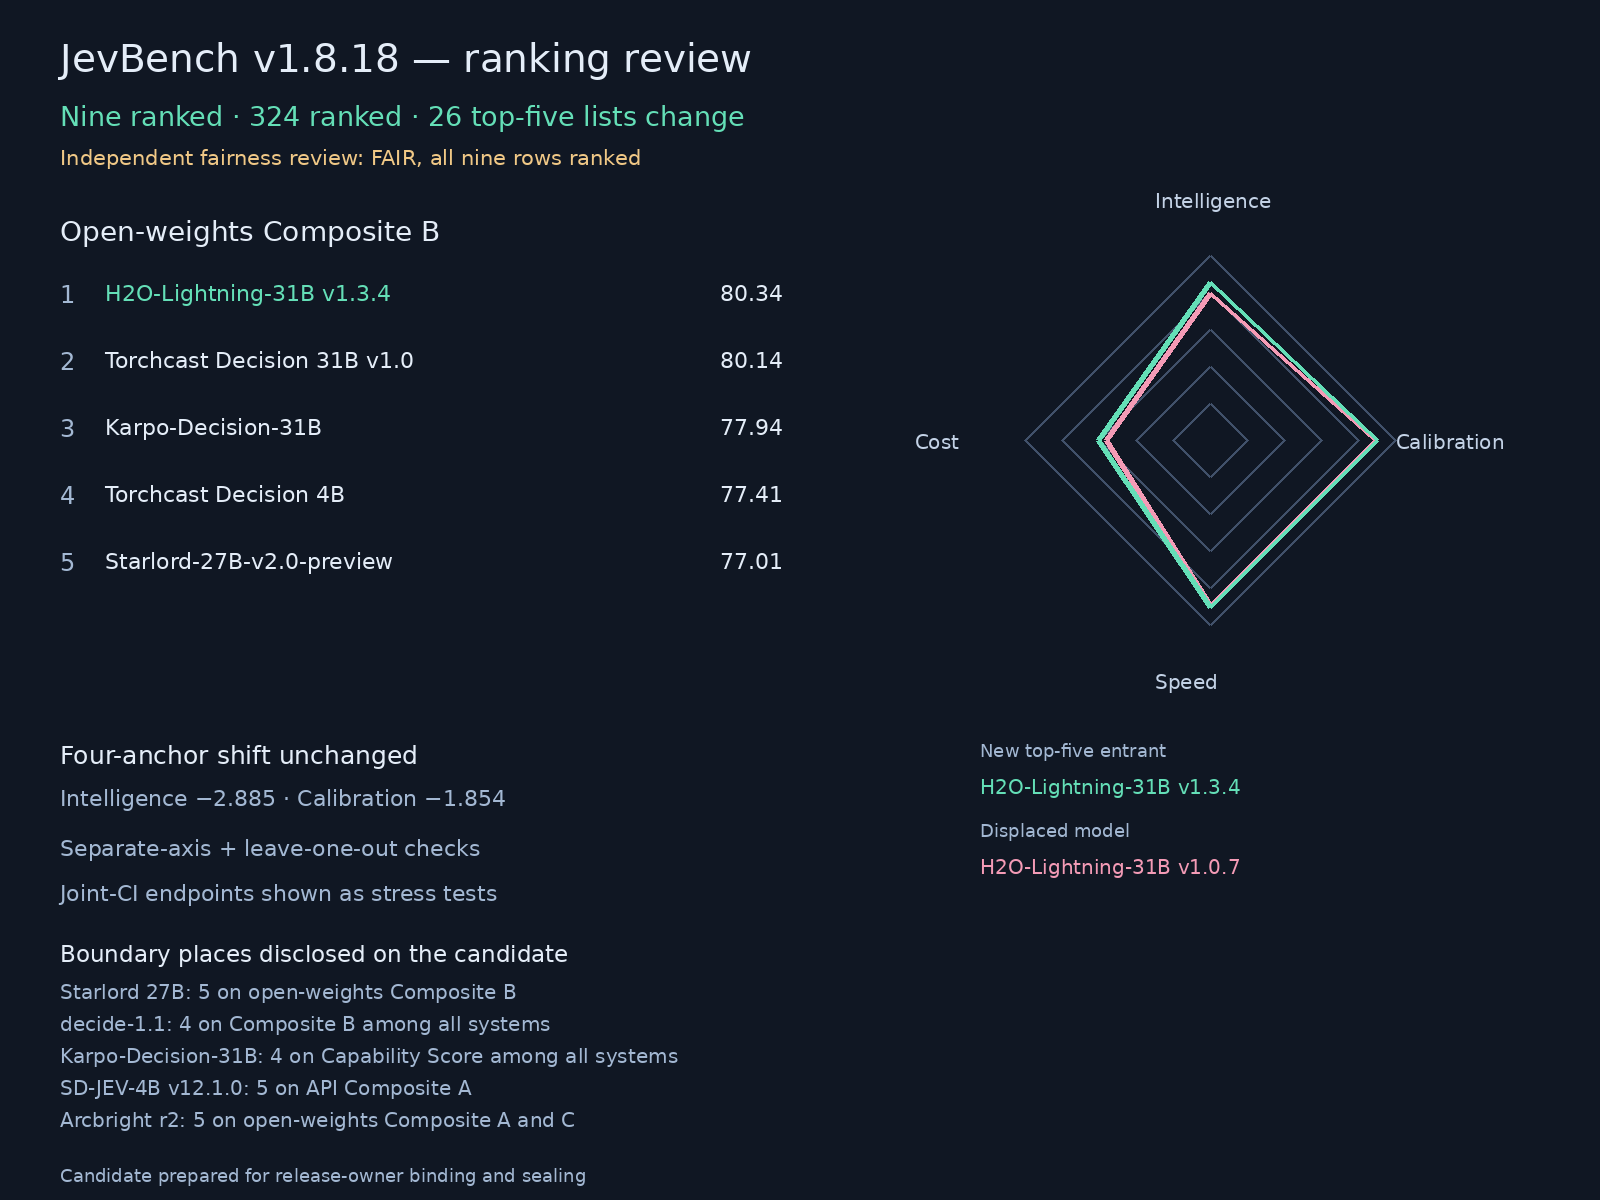 JevBench v1.8.18 — ranking review
Nine ranked · 324 ranked · 26 top-five lists change
Independent fairness review: FAIR, all nine rows ranked
Open-weights Composite B
1 H2O-Lightning-31B v1.3.4 80.34
2 Torchcast Decision 31B v1.0 80.14
3 Karpo-Decision-31B 77.94
4 Torchcast Decision 4B 77.41
5 Starlord-27B-v2.0-preview 77.01
Intelligence
Cost
Calibration
Speed
Four-anchor shift unchanged
Intelligence −2.885 · Calibration −1.854
Separate-axis + leave-one-out checks
Joint-CI endpoints shown as stress tests
New top-five entrant
H2O-Lightning-31B v1.3.4
Displaced model
H2O-Lightning-31B v1.0.7
Boundary places disclosed on the candidate
Starlord 27B: 5 on open-weights Composite B
decide-1.1: 4 on Composite B among all systems
Karpo-Decision-31B: 4 on Capability Score among all systems
SD-JEV-4B v12.1.0: 5 on API Composite A
Arcbright r2: 5 on open-weights Composite A and C
Candidate prepared for release-owner binding and sealing